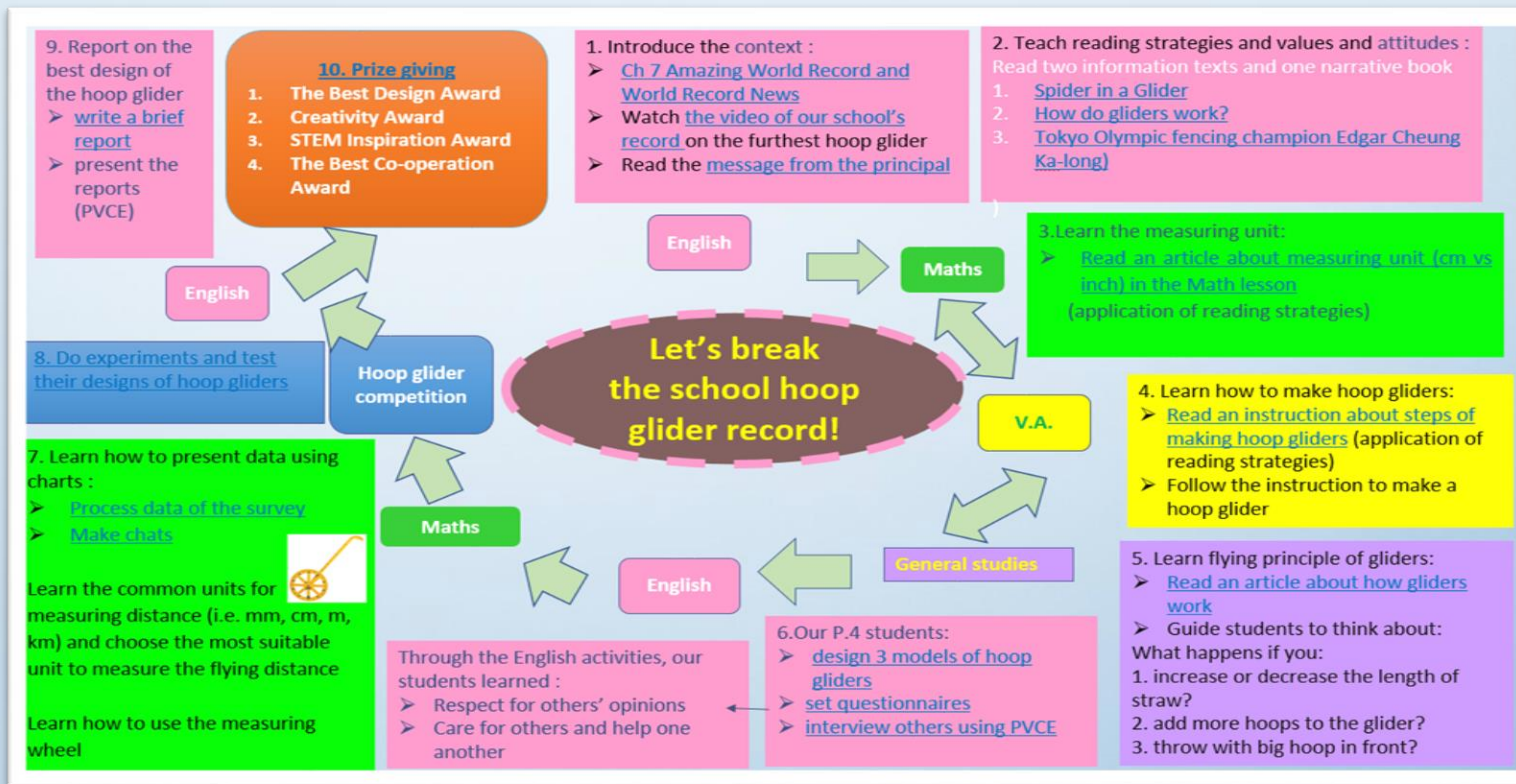 9. Report on the
best design of
the hoop glider
➢ write a brief
report
➢ present the
reports
(PVCE)
10. Prize giving
1. The Best Design Award
2. Creativity Award
3. STEM Inspiration Award
4. The Best Co-operation
Award
1. Introduce the context :
➢ Ch 7 Amazing World Record and
World Record News
➢ Watch the video of our school's
record on the furthest hoop glider
➢ Read the message from the principal
2. Teach reading strategies and values and attitudes :
Read two information texts and one narrative book
1. Spider in a Glider
2. How do gliders work?
3. Tokyo Olympic fencing champion Edgar Cheung
Ka-long)
)
English
Maths
3.Learn the measuring unit:
➢ Read an article about measuring unit (cm vs
inch) in the Math lesson
(application of reading strategies)
English
8. Do experiments and test
their designs of hoop gliders
Hoop glider
competition
Let's break
the school hoop
glider record!
V.A.
4. Learn how to make hoop gliders:
➢ Read an instruction about steps of
making hoop gliders (application of
reading strategies)
➢ Follow the instruction to make a
hoop glider
7. Learn how to present data using
charts :
➢ Process data of the survey
➢ Make chats
Learn the common units for
measuring distance (i.e. mm, cm, m,
km) and choose the most suitable
unit to measure the flying distance
Learn how to use the measuring
wheel
Maths
English
General studies
5. Learn flying principle of gliders:
➢ Read an article about how gliders
work
➢ Guide students to think about:
What happens if you:
1. increase or decrease the length of
straw?
2. add more hoops to the glider?
3. throw with big hoop in front?
Through the English activities, our
students learned :
➢ Respect for others' opinions
➢ Care for others and help one
another
6.Our P.4 students:
➢ design 3 models of hoop
gliders
➢ set questionnaires
➢ interview others using PVCE